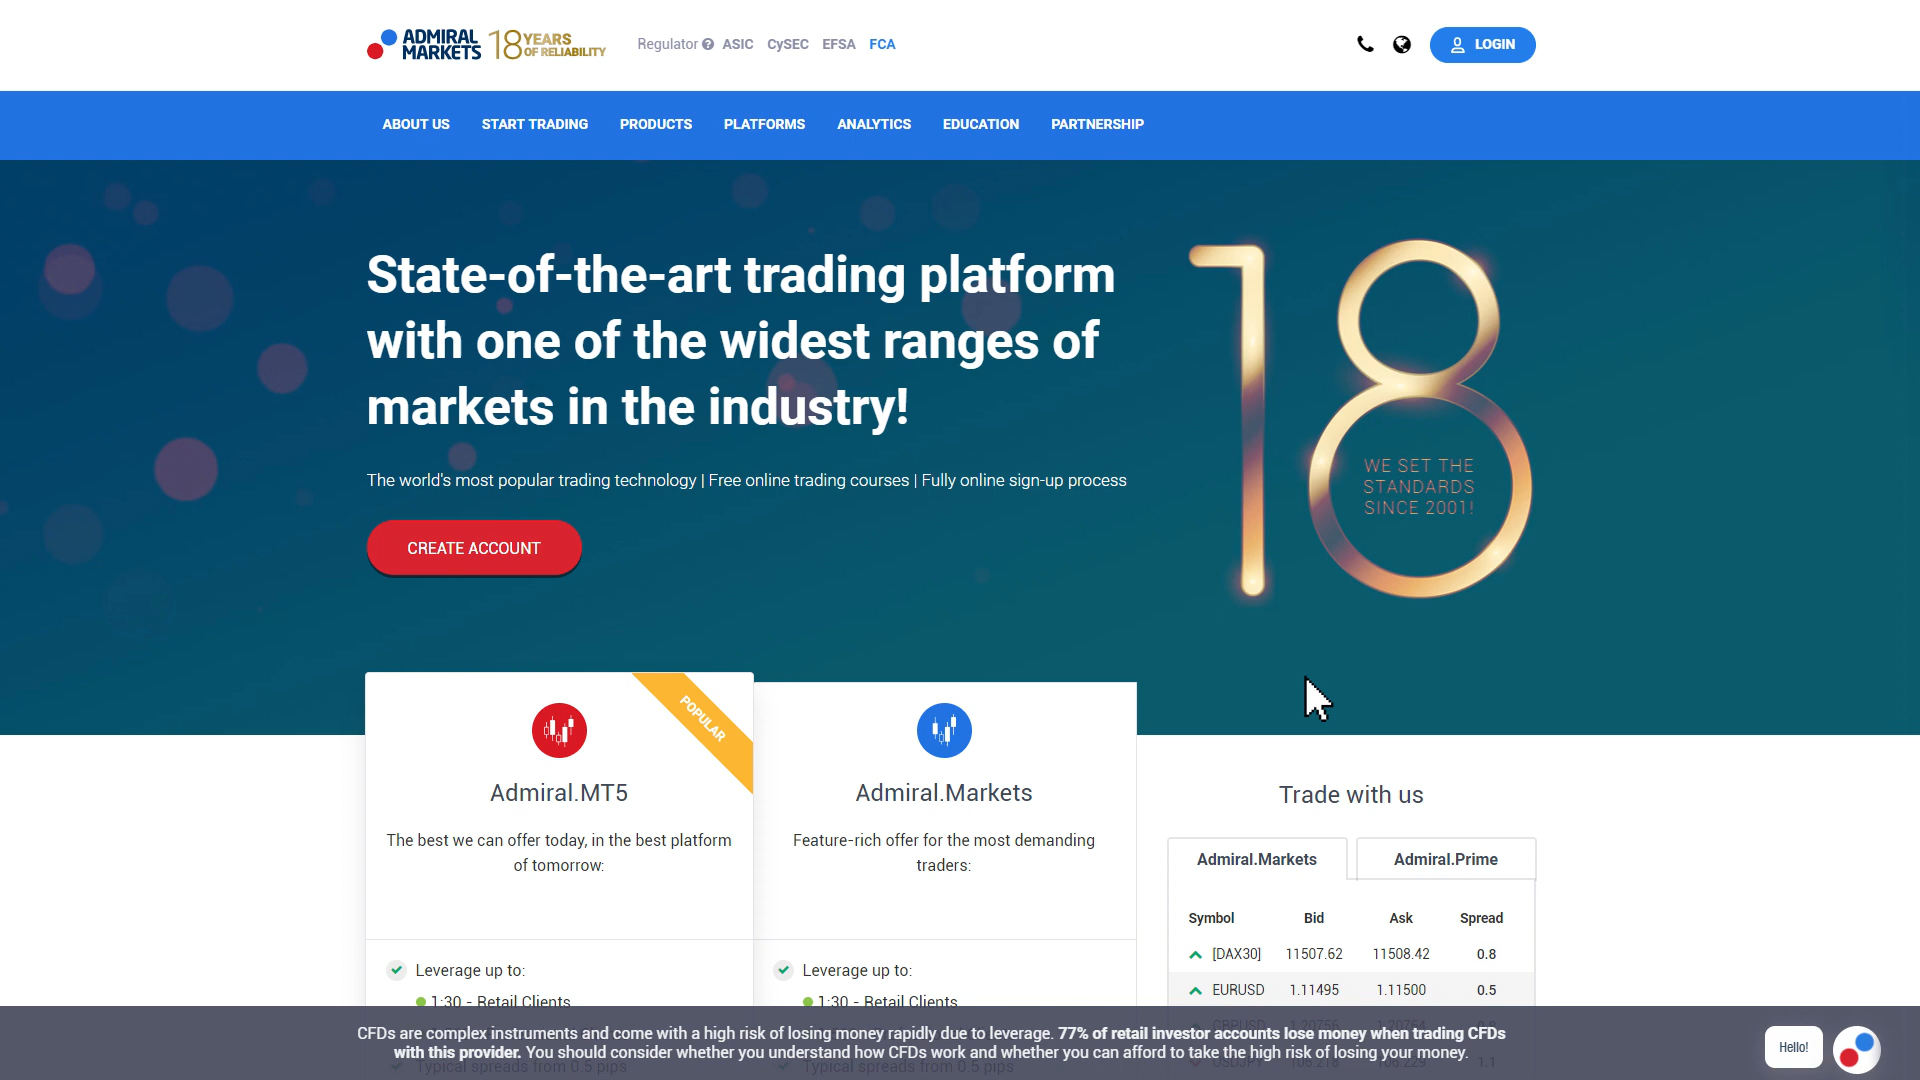 ADMIRAL MARKETS 18 YEARS OF RELIABILITY
Regulator ASIC CySEC EFSA FCA
LOGIN
ABOUT US START TRADING PRODUCTS PLATFORMS ANALYTICS EDUCATION PARTNERSHIP
State-of-the-art trading platform
with one of the widest ranges of
markets in the industry!
The world's most popular trading technology | Free online trading courses | Fully online sign-up process
CREATE ACCOUNT
18
WE SET THE
STANDARDS
SINCE 2001!
POPULAR
Admiral.MT5
The best we can offer today, in the best platform
of tomorrow:
Leverage up to:
1:30 - Retail Clients
Typical spreads from 0.5 pips
Admiral.Markets
Feature-rich offer for the most demanding
traders:
Leverage up to:
1:30 - Retail Clients
Typical spreads from 0.5 pips
Trade with us
Admiral.Markets Admiral.Prime
Symbol Bid Ask Spread
[DAX30] 11507.62 11508.42 0.8
EURUSD 1.11495 1.11500 0.5
CFDs are complex instruments and come with a high risk of losing money rapidly due to leverage. 77% of retail investor accounts lose money when trading CFDs
with this provider. You should consider whether you understand how CFDs work and whether you can afford to take the high risk of losing your money.
Hello!